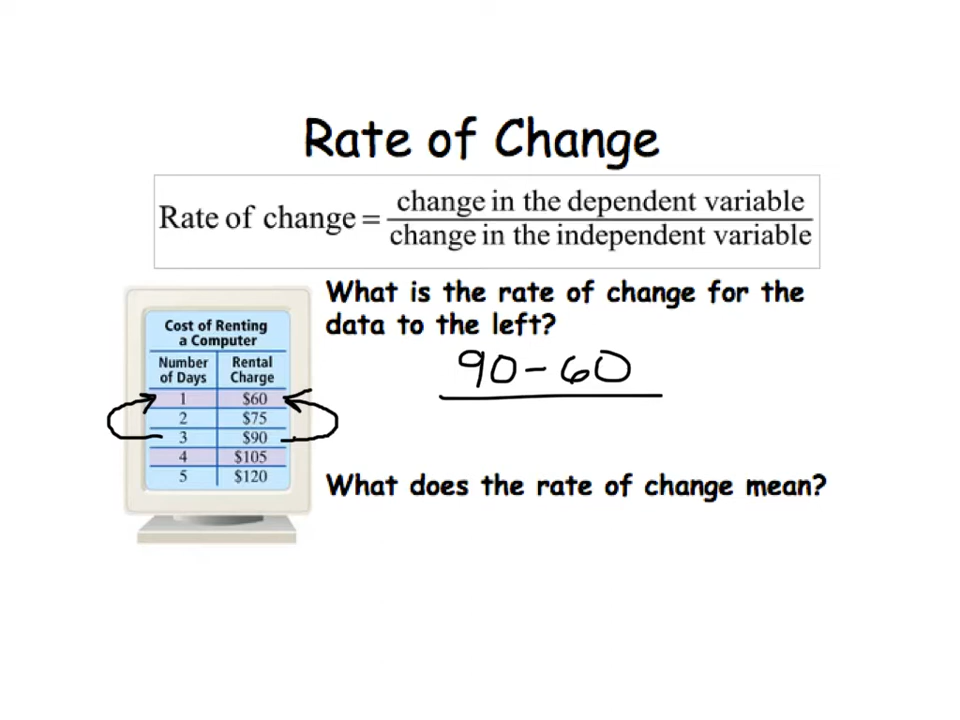 Rate of Change
Rate of change = change in the dependent variable
change in the independent variable
What is the rate of change for the
data to the left?
90-60
Cost of Renting
a Computer
Number of Days Rental Charge
1 $60
2 $75
3 $90
4 $105
5 $120
What does the rate of change mean?